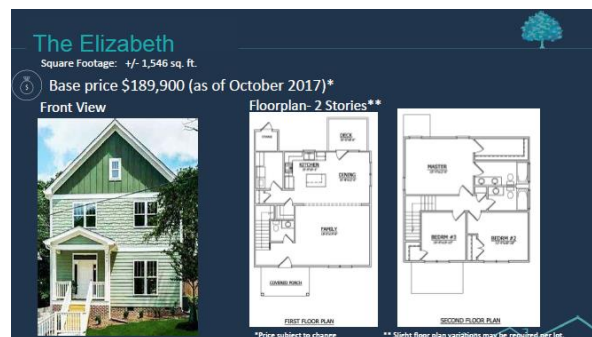 The Elizabeth
Square Footage: +/- 1,546 sq. ft.
Base price $189,900 (as of October 2017)*
Front View
Floorplan- 2 Stories**
DECK
KITCHEN
DINING
FAMILY
COVERED PORCH
FIRST FLOOR PLAN
MASTER
BEDRM #3
BEDRM #2
SECOND FLOOR PLAN
*Price subject to change
** Slight floor plan variations may be required per lot.
3